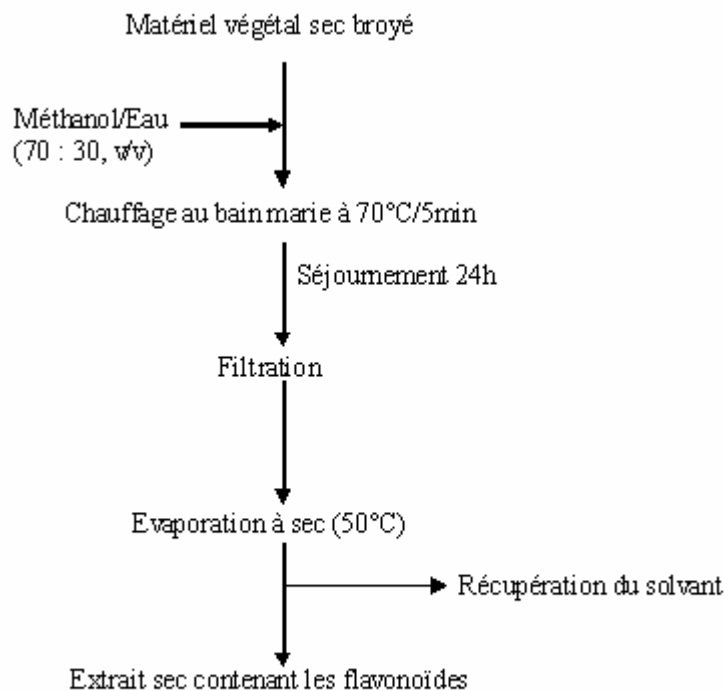 Matériel végétal sec broyé
Méthanol/Eau
(70 : 30, v/v)
Chauffage au bain marie à 70°C/5min
Séjournement 24h
Filtration
Evaporation à sec (50°C)
Récupération du solvant
Extrait sec contenant les flavonoïdes